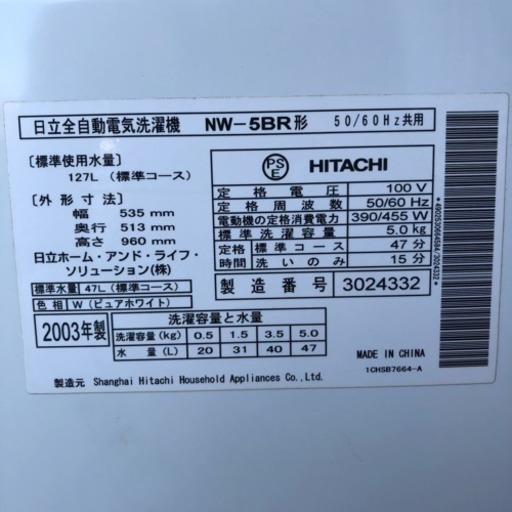 日立全自動電気洗濯機 NW-5BR形 50/60Hz共用
〔標準使用水量〕
127L (標準コース)
〔外形寸法〕
幅 535 mm
奥行 513 mm
高さ 960 mm
日立ホーム・アンド・ライフ・
ソリューション(株)
標準水量 47L (標準コース)
色相 W (ピュアホワイト)
PSE HITACHI
定格電圧 100 V
定格周波数 50/60 Hz
電動機の定格消費電力 390/455 W
標準洗濯容量 5.0kg
定格時間 標準コース 47分
洗いのみ 15分
製造番号 3024332
2003年製
洗濯容量と水量
洗濯容量(kg) 0.5 1.5 3.5 5.0
水量(L) 20 31 40 47
MADE IN CHINA
1CHSB7664-A
製造元 Shanghai Hitachi Household Appliances Co.,Ltd.